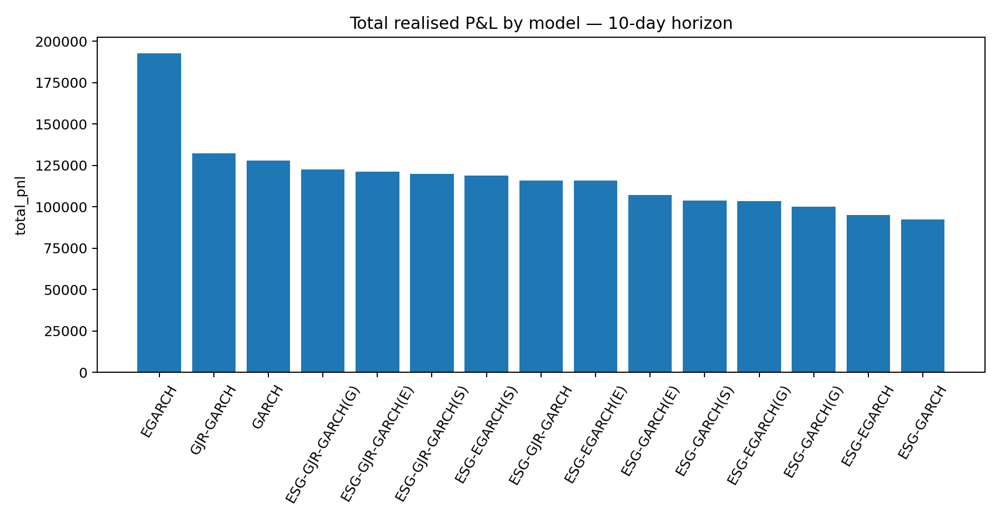 Total realised P&L by model — 10-day horizon
total_pnl
200000
175000
150000
125000
100000
75000
50000
25000
0
EGARCH
GJR-GARCH
GARCH
ESG-GJR-GARCH(G)
ESG-GJR-GARCH(E)
ESG-GJR-GARCH(S)
ESG-EGARCH(S)
ESG-GJR-GARCH
ESG-EGARCH(E)
ESG-GARCH(E)
ESG-GARCH(S)
ESG-EGARCH(G)
ESG-GARCH(G)
ESG-EGARCH
ESG-GARCH